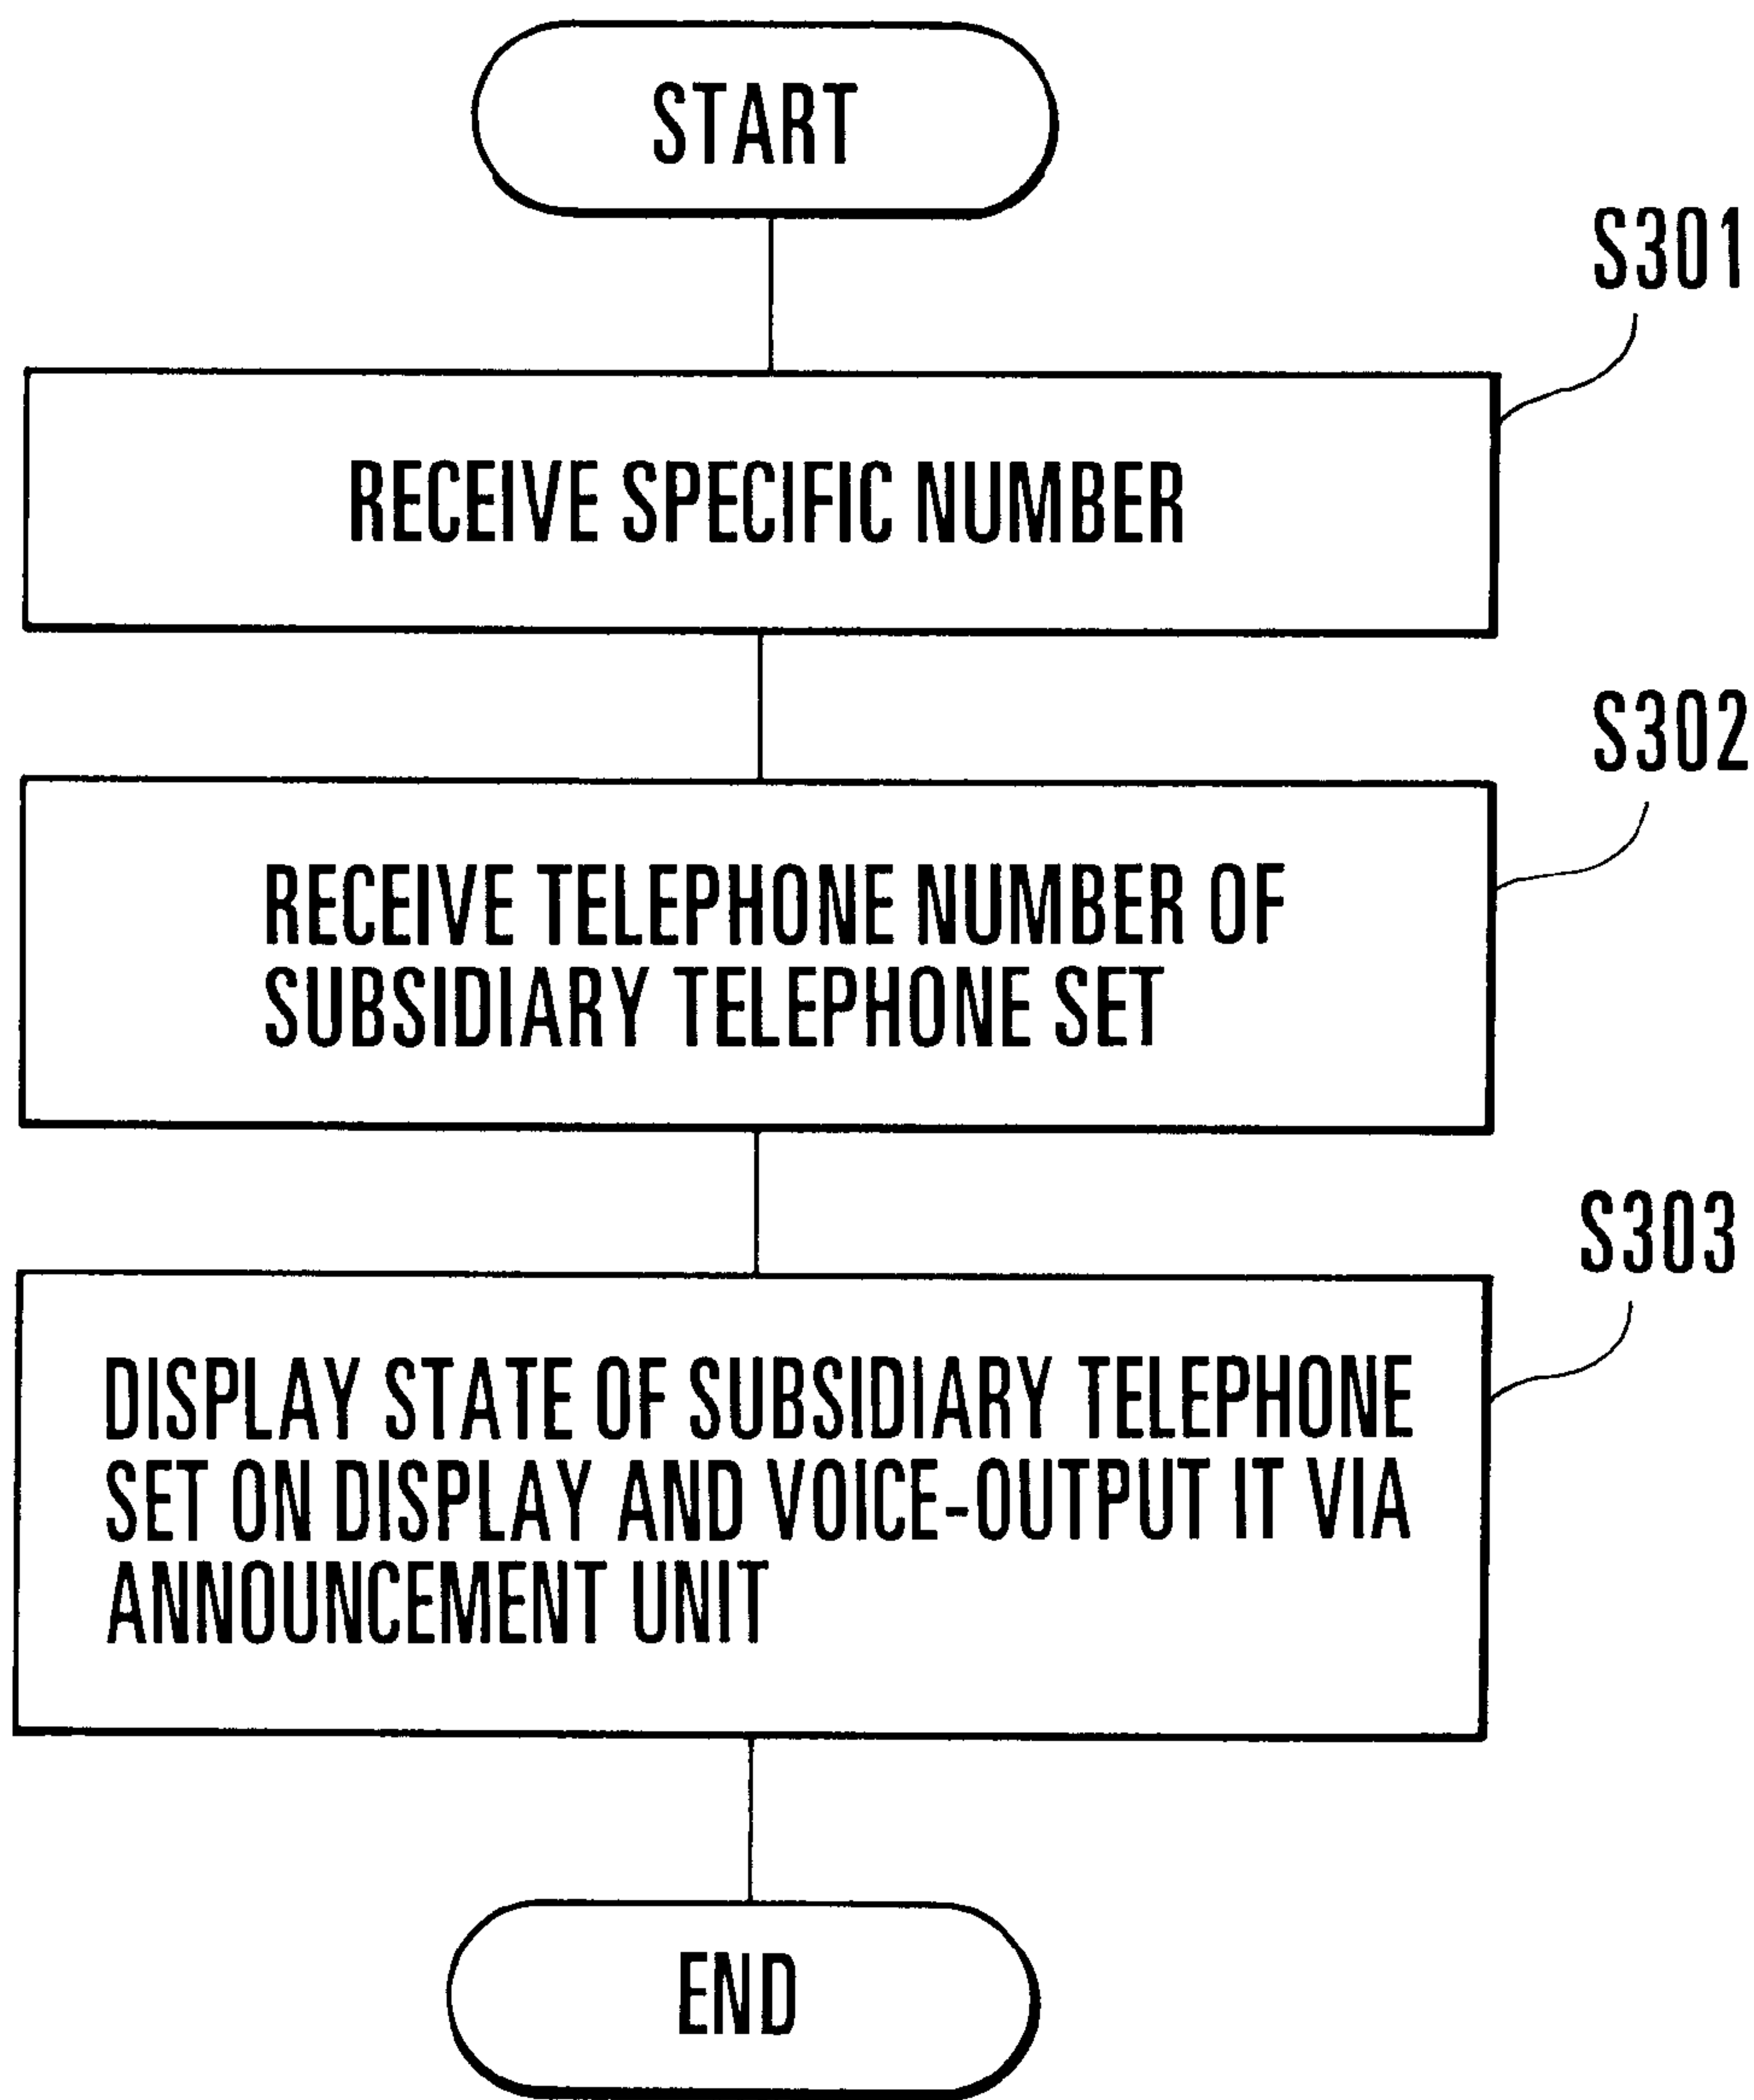 START
S301
RECEIVE SPECIFIC NUMBER
S302
RECEIVE TELEPHONE NUMBER OF
SUBSIDIARY TELEPHONE SET
S303
DISPLAY STATE OF SUBSIDIARY TELEPHONE
SET ON DISPLAY AND VOICE-OUTPUT IT VIA
ANNOUNCEMENT UNIT
END